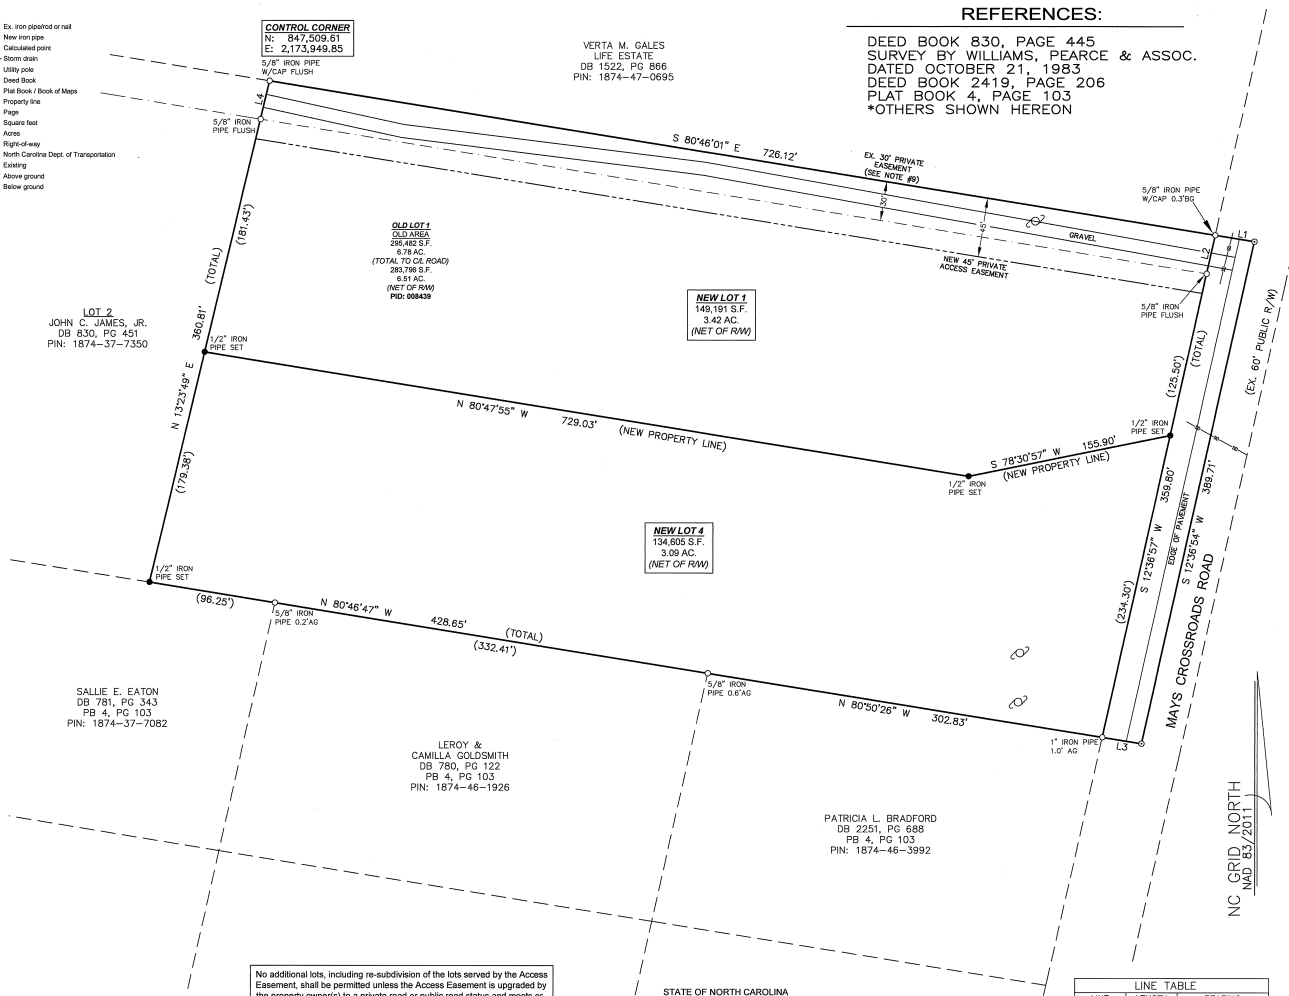 Ex. iron pipe/rod or nail
New iron pipe
Calculated point
Storm drain
Utility pole
Deed Book
Plat Book / Book of Maps
Property line
Page
Square feet
Acres
Right-of-way
North Carolina Dept. of Transportation
Existing
Above ground
Below ground
CONTROL CORNER
N: 847,509.61
E: 2,173,949.85
5/8" IRON PIPE
W/CAP FLUSH
VERTA M. GALES
LIFE ESTATE
DB 1522, PG 866
PIN: 1874-47-0695
REFERENCES:
DEED BOOK 830, PAGE 445
SURVEY BY WILLIAMS, PEARCE & ASSOC.
DATED OCTOBER 21, 1983
DEED BOOK 2419, PAGE 206
PLAT BOOK 4, PAGE 103
*OTHERS SHOWN HEREON
L4
5/8" IRON
PIPE FLUSH
S 80°46'01" E 726.12'
EX. 30' PRIVATE
EASEMENT
(SEE NOTE #9)
30'
45'
GRAVEL
NEW 45' PRIVATE
ACCESS EASEMENT
5/8" IRON PIPE
W/CAP 0.3'BG
L1
L2
5/8" IRON
PIPE FLUSH
OLD LOT 1
OLD AREA
295,482 S.F.
6.78 AC.
(TOTAL TO C/L ROAD)
283,796 S.F.
6.51 AC.
(NET OF R/W)
PID: 008439
NEW LOT 1
149,191 S.F.
3.42 AC.
(NET OF R/W)
LOT 2
JOHN C. JAMES, JR.
DB 830, PG 451
PIN: 1874-37-7350
(181.43')
N 13°23'49" E 360.81' (TOTAL)
(179.38')
1/2" IRON
PIPE SET
N 80°47'55" W 729.03' (NEW PROPERTY LINE)
1/2" IRON
PIPE SET
S 78°30'57" W 155.90'
(NEW PROPERTY LINE)
1/2" IRON
PIPE SET
(125.50')
S 12°36'57" W 359.80' (TOTAL)
(234.30')
EDGE OF PAVEMENT
S 12°36'54" W 389.71'
MAYS CROSSROADS ROAD
(EX. 60' PUBLIC R/W)
NEW LOT 4
134,605 S.F.
3.09 AC.
(NET OF R/W)
1/2" IRON
PIPE SET
(96.25')
5/8" IRON
PIPE 0.2'AG
N 80°46'47" W 428.65' (TOTAL)
(332.41')
5/8" IRON
PIPE 0.6'AG
N 80°50'26" W 302.83'
1" IRON PIPE
1.0' AG
L3
SALLIE E. EATON
DB 781, PG 343
PB 4, PG 103
PIN: 1874-37-7082
LEROY &
CAMILLA GOLDSMITH
DB 780, PG 122
PB 4, PG 103
PIN: 1874-46-1926
PATRICIA L. BRADFORD
DB 2251, PG 688
PB 4, PG 103
PIN: 1874-46-3992
NC GRID NORTH
NAD 83/2011
No additional lots, including re-subdivision of the lots served by the Access
Easement, shall be permitted unless the Access Easement is upgraded by
STATE OF NORTH CAROLINA
LINE TABLE